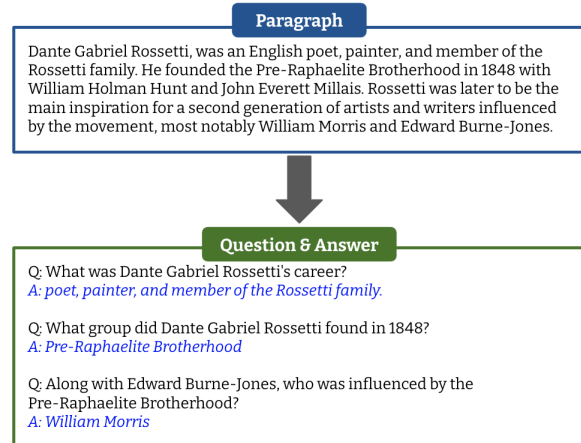 Paragraph
Dante Gabriel Rossetti, was an English poet, painter, and member of the
Rossetti family. He founded the Pre-Raphaelite Brotherhood in 1848 with
William Holman Hunt and John Everett Millais. Rossetti was later to be the
main inspiration for a second generation of artists and writers influenced
by the movement, most notably William Morris and Edward Burne-Jones.
Question & Answer
Q: What was Dante Gabriel Rossetti's career?
A: poet, painter, and member of the Rossetti family.
Q: What group did Dante Gabriel Rossetti found in 1848?
A: Pre-Raphaelite Brotherhood
Q: Along with Edward Burne-Jones, who was influenced by the
Pre-Raphaelite Brotherhood?
A: William Morris